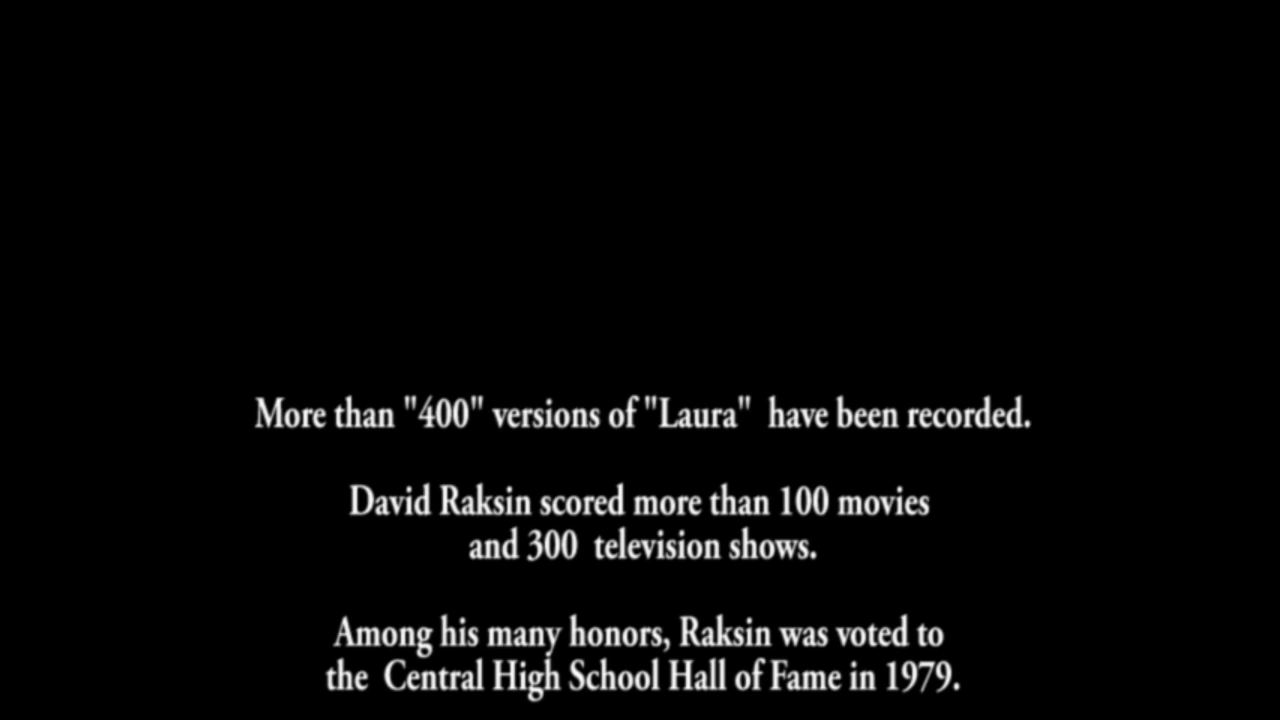 More than "400" versions of "Laura"  have been recorded.
David Raksin scored more than 100 movies
and 300  television shows.
Among his many honors, Raksin was voted to
the  Central High School Hall of Fame in 1979.